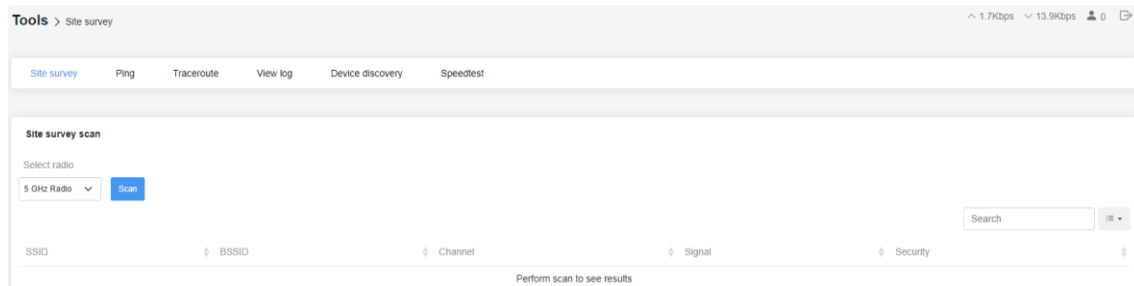 Tools > Site survey
1.7Kbps 13.9Kbps 0
Site survey Ping Traceroute View log Device discovery Speedtest
Site survey scan
Select radio
5 GHz Radio Scan
Search
SSID BSSID Channel Signal Security
Perform scan to see results